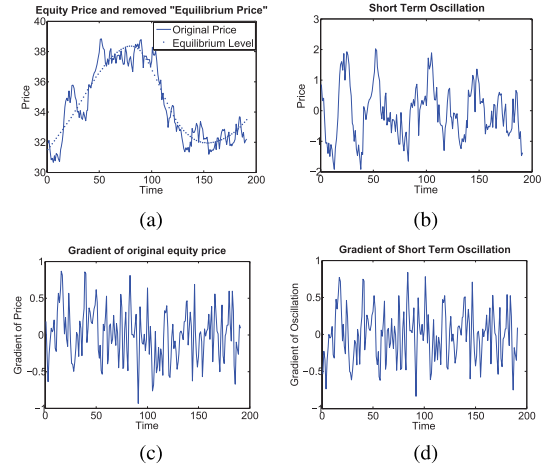 Equity Price and removed "Equilibrium Price"
40
38
36
34
32
30
0
50
100
150
200
Price
Time
Original Price
Equilibrium Level
(a)
Short Term Oscillation
3
2
1
0
-1
-2
0
50
100
150
200
Price
Time
(b)
Gradient of original equity price
1
0.5
0
-0.5
-1
0
50
100
150
200
Gradient of Price
Time
(c)
Gradient of Short Term Oscillation
1
0.5
0
-0.5
-1
0
50
100
150
200
Gradient of Oscillation
Time
(d)